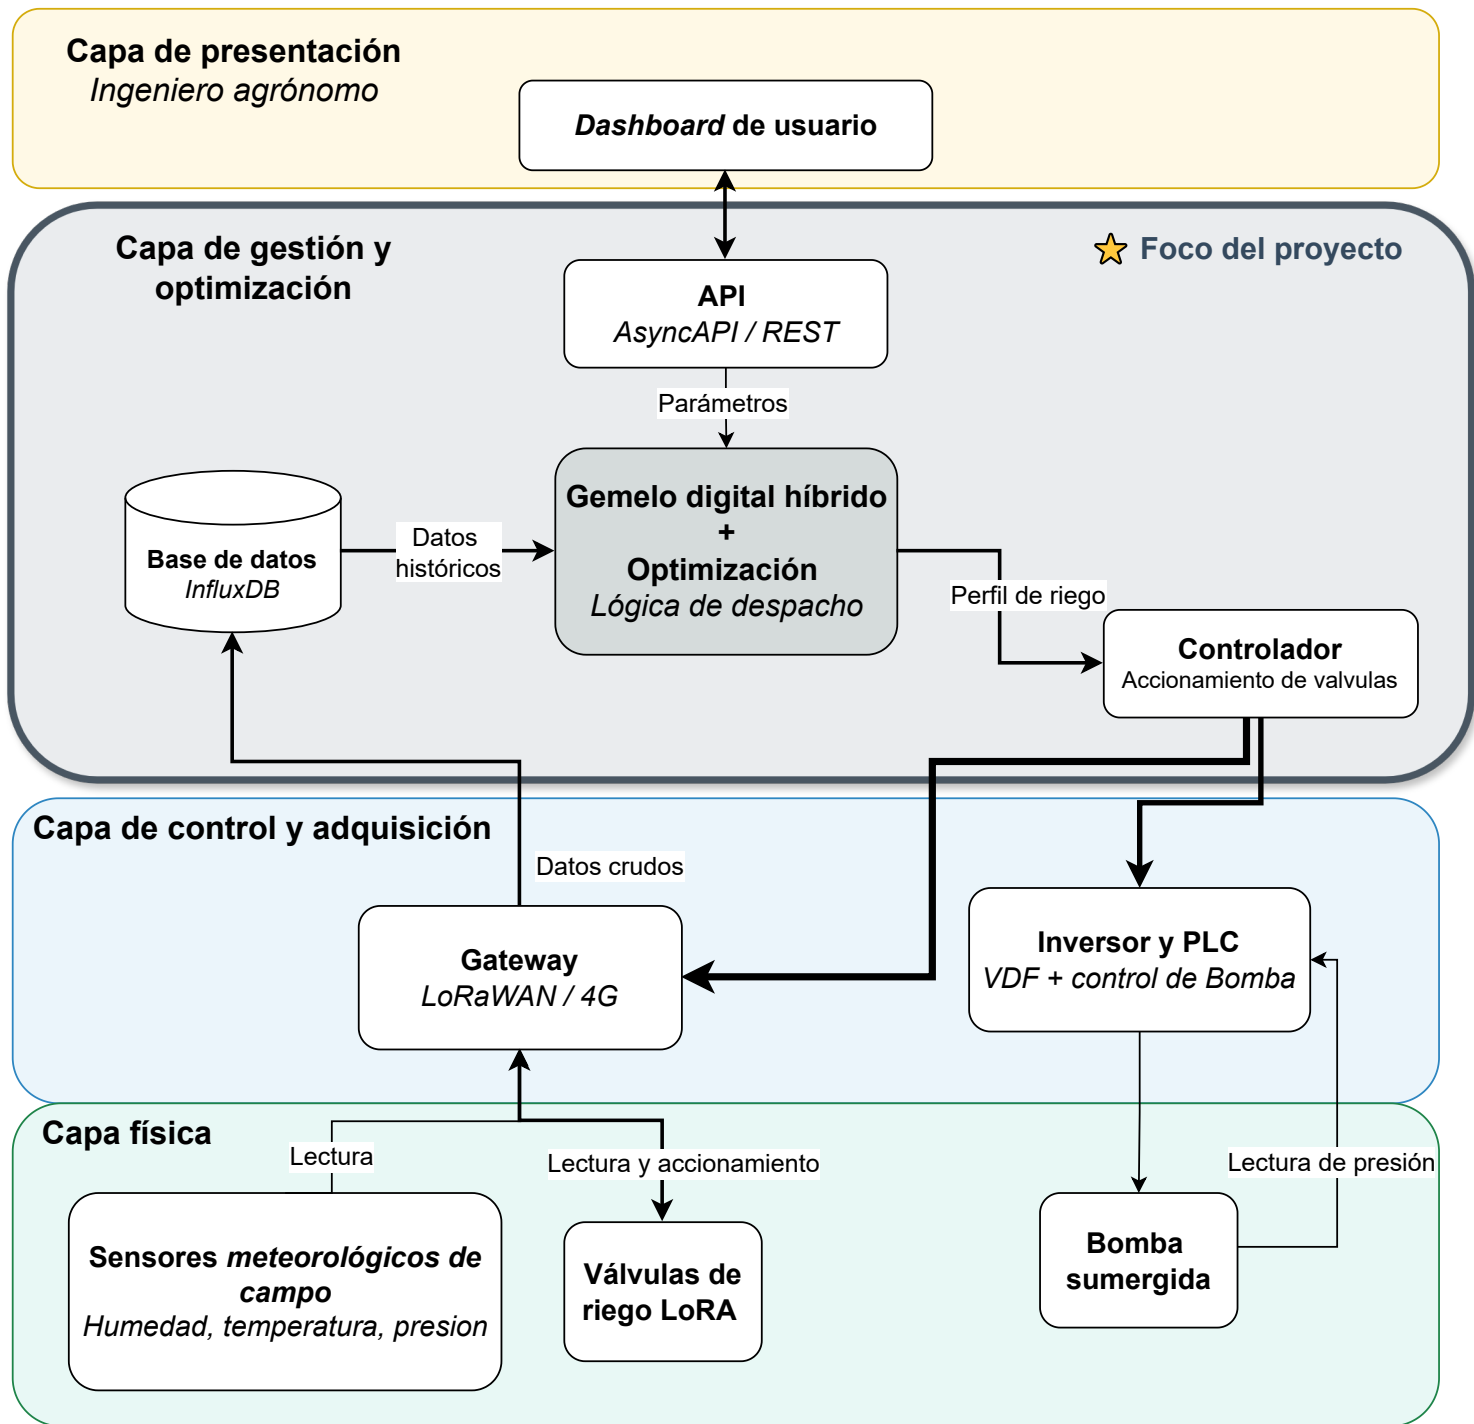 Capa de presentación
Ingeniero agrónomo
Dashboard de usuario
Capa de gestión y
optimización
Foco del proyecto
API
AsyncAPI / REST
Parámetros
Base de datos
InfluxDB
Datos
históricos
Gemelo digital híbrido
+
Optimización
Lógica de despacho
Perfil de riego
Controlador
Accionamiento de valvulas
Capa de control y adquisición
Datos crudos
Gateway
LoRaWAN / 4G
Inversor y PLC
VDF + control de Bomba
Capa física
Lectura
Lectura y accionamiento
Lectura de presión
Sensores meteorológicos de
campo
Humedad, temperatura, presion
Válvulas de
riego LoRA
Bomba
sumergida